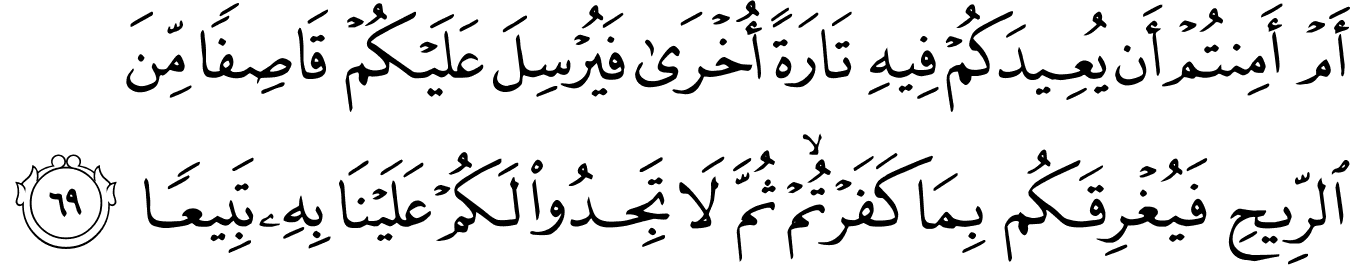 أَمْ أَمِنتُمْ أَن يُعِيدَكُمْ فِيهِ تَارَةً أُخْرَىٰ فَيُرْسِلَ عَلَيْكُمْ قَاصِفًا مِّنَ
ٱلرِّيحِ فَيُغْرِقَكُم بِمَا كَفَرْتُمْ ۙ ثُمَّ لَا تَجِدُوا۟ لَكُمْ عَلَيْنَا بِهِۦ تَبِيعًا ٦٩